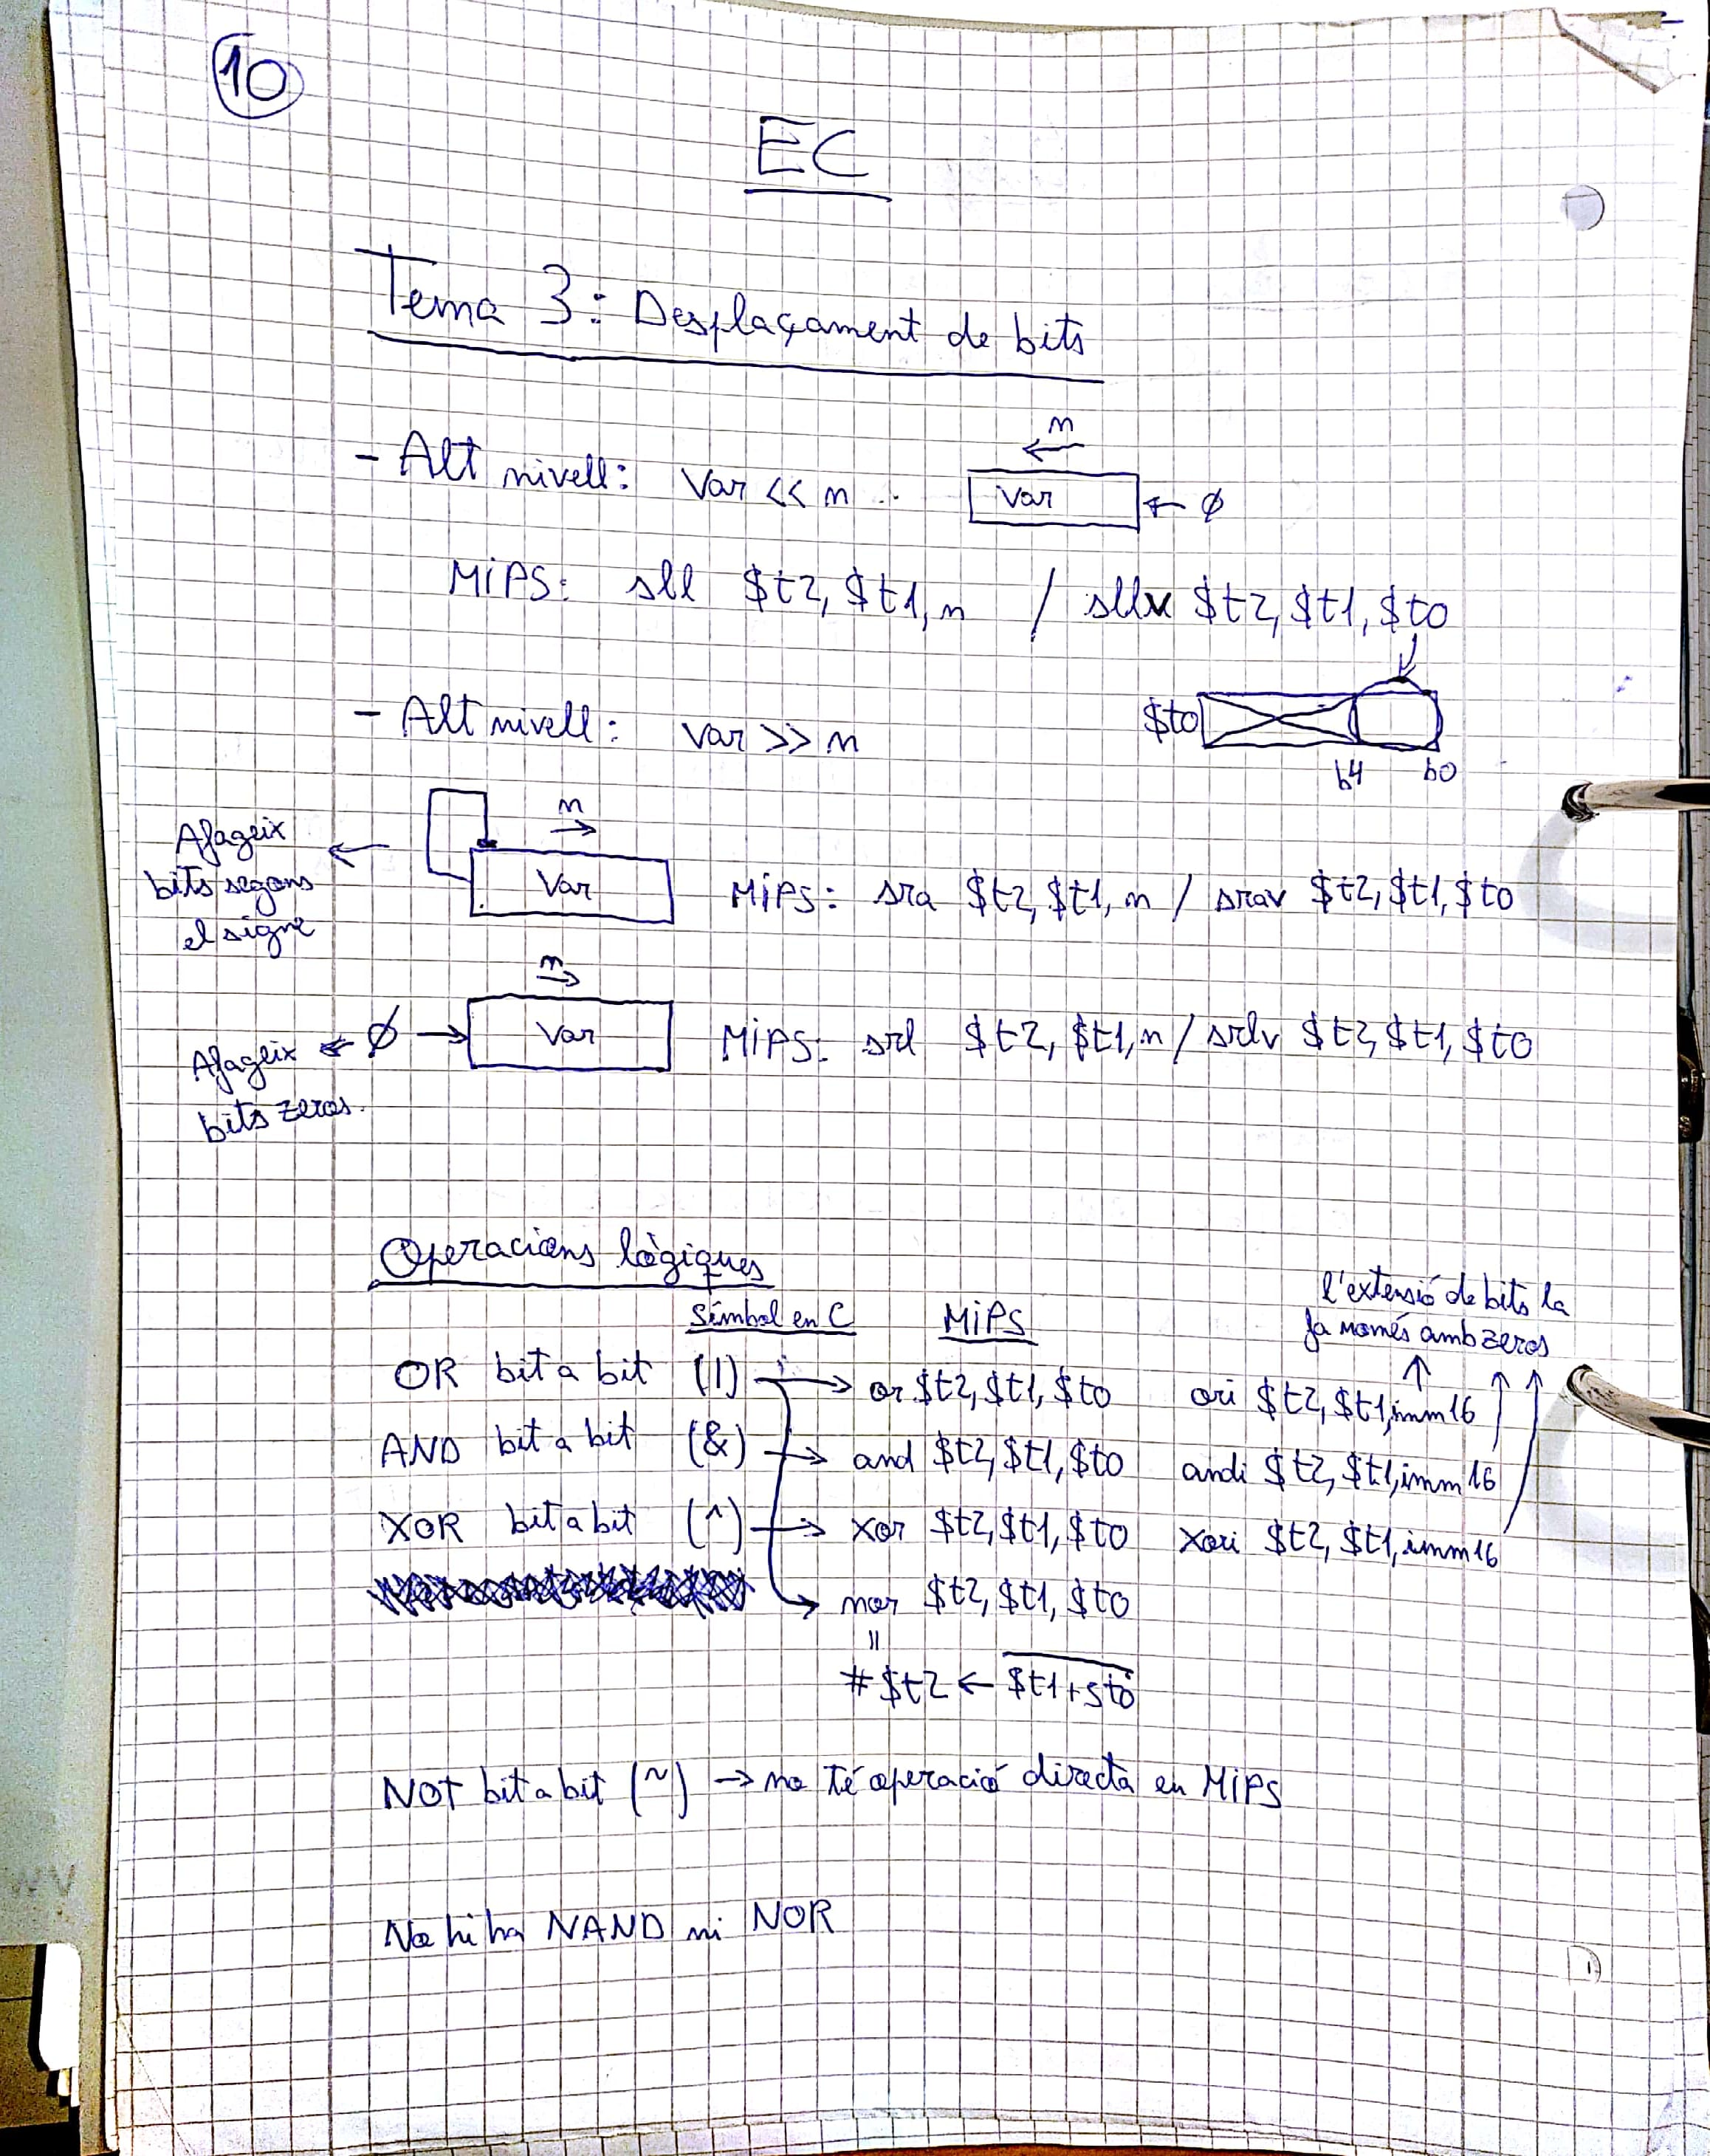 10
EC
Tema 3: Desplaçament de bits
- Alt nivell: Var << n
n
Var ← ∅
MiPS: sll $t2, $t1, n / sllv $t2, $t1, $t0
- Alt nivell: Var >> n
$t0
b4 b0
Afageix
bits segons
el signe
n
Var
MiPS: sra $t2, $t1, n / srav $t2, $t1, $t0
n
Afageix ← ∅ → Var
bits zeros.
MiPS: srl $t2, $t1, n / srlv $t2, $t1, $t0
Operacions lògiques
Símbol en C MiPS
l'extensió de bits la
fa només amb zeros
OR bit a bit (|) → or $t2, $t1, $t0 ori $t2, $t1, imm16
AND bit a bit (&) → and $t2, $t1, $t0 andi $t2, $t1, imm16
XOR bit a bit (^) → xor $t2, $t1, $t0 xori $t2, $t1, imm16
→ nor $t2, $t1, $t0
=
# $t2 ← $t1+$t0
NOT bit a bit (~) → no té operació directa en MiPS
No hi ha NAND ni NOR